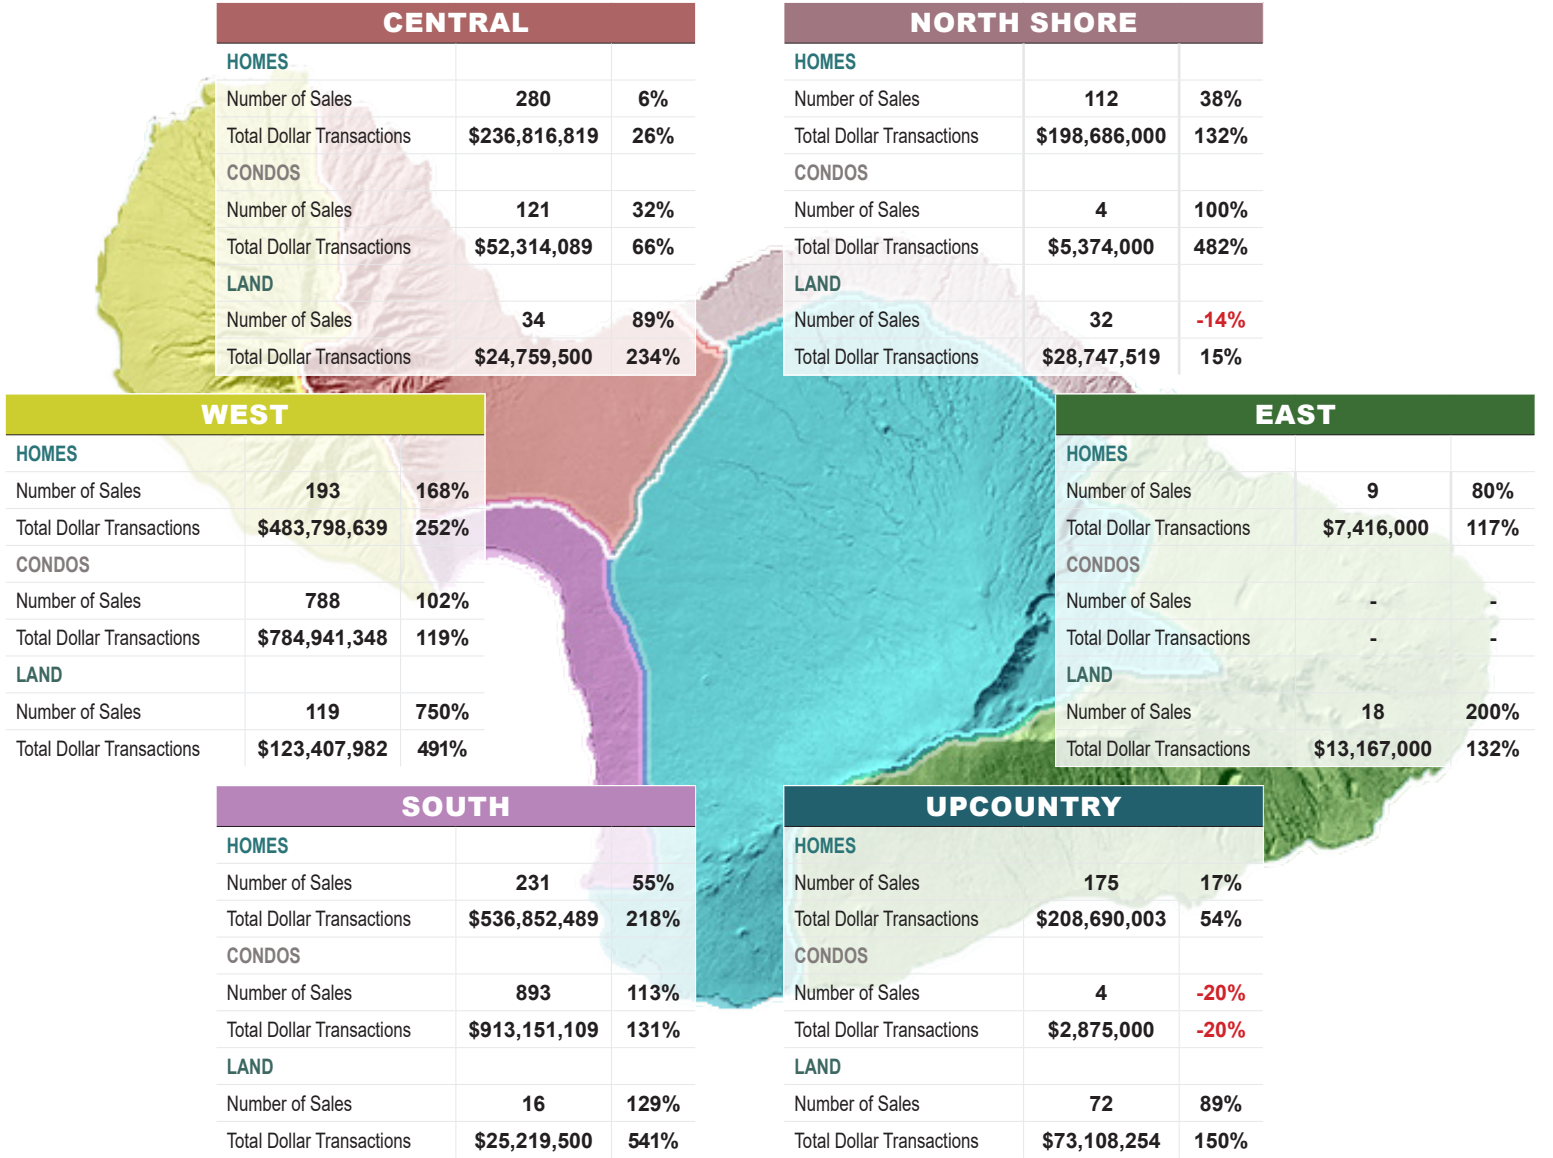 CENTRAL
HOMES
Number of Sales 280 6%
Total Dollar Transactions $236,816,819 26%
CONDOS
Number of Sales 121 32%
Total Dollar Transactions $52,314,089 66%
LAND
Number of Sales 34 89%
Total Dollar Transactions $24,759,500 234%
NORTH SHORE
HOMES
Number of Sales 112 38%
Total Dollar Transactions $198,686,000 132%
CONDOS
Number of Sales 4 100%
Total Dollar Transactions $5,374,000 482%
LAND
Number of Sales 32 -14%
Total Dollar Transactions $28,747,519 15%
WEST
HOMES
Number of Sales 193 168%
Total Dollar Transactions $483,798,639 252%
CONDOS
Number of Sales 788 102%
Total Dollar Transactions $784,941,348 119%
LAND
Number of Sales 119 750%
Total Dollar Transactions $123,407,982 491%
EAST
HOMES
Number of Sales 9 80%
Total Dollar Transactions $7,416,000 117%
CONDOS
Number of Sales - -
Total Dollar Transactions - -
LAND
Number of Sales 18 200%
Total Dollar Transactions $13,167,000 132%
SOUTH
HOMES
Number of Sales 231 55%
Total Dollar Transactions $536,852,489 218%
CONDOS
Number of Sales 893 113%
Total Dollar Transactions $913,151,109 131%
LAND
Number of Sales 16 129%
Total Dollar Transactions $25,219,500 541%
UPCOUNTRY
HOMES
Number of Sales 175 17%
Total Dollar Transactions $208,690,003 54%
CONDOS
Number of Sales 4 -20%
Total Dollar Transactions $2,875,000 -20%
LAND
Number of Sales 72 89%
Total Dollar Transactions $73,108,254 150%